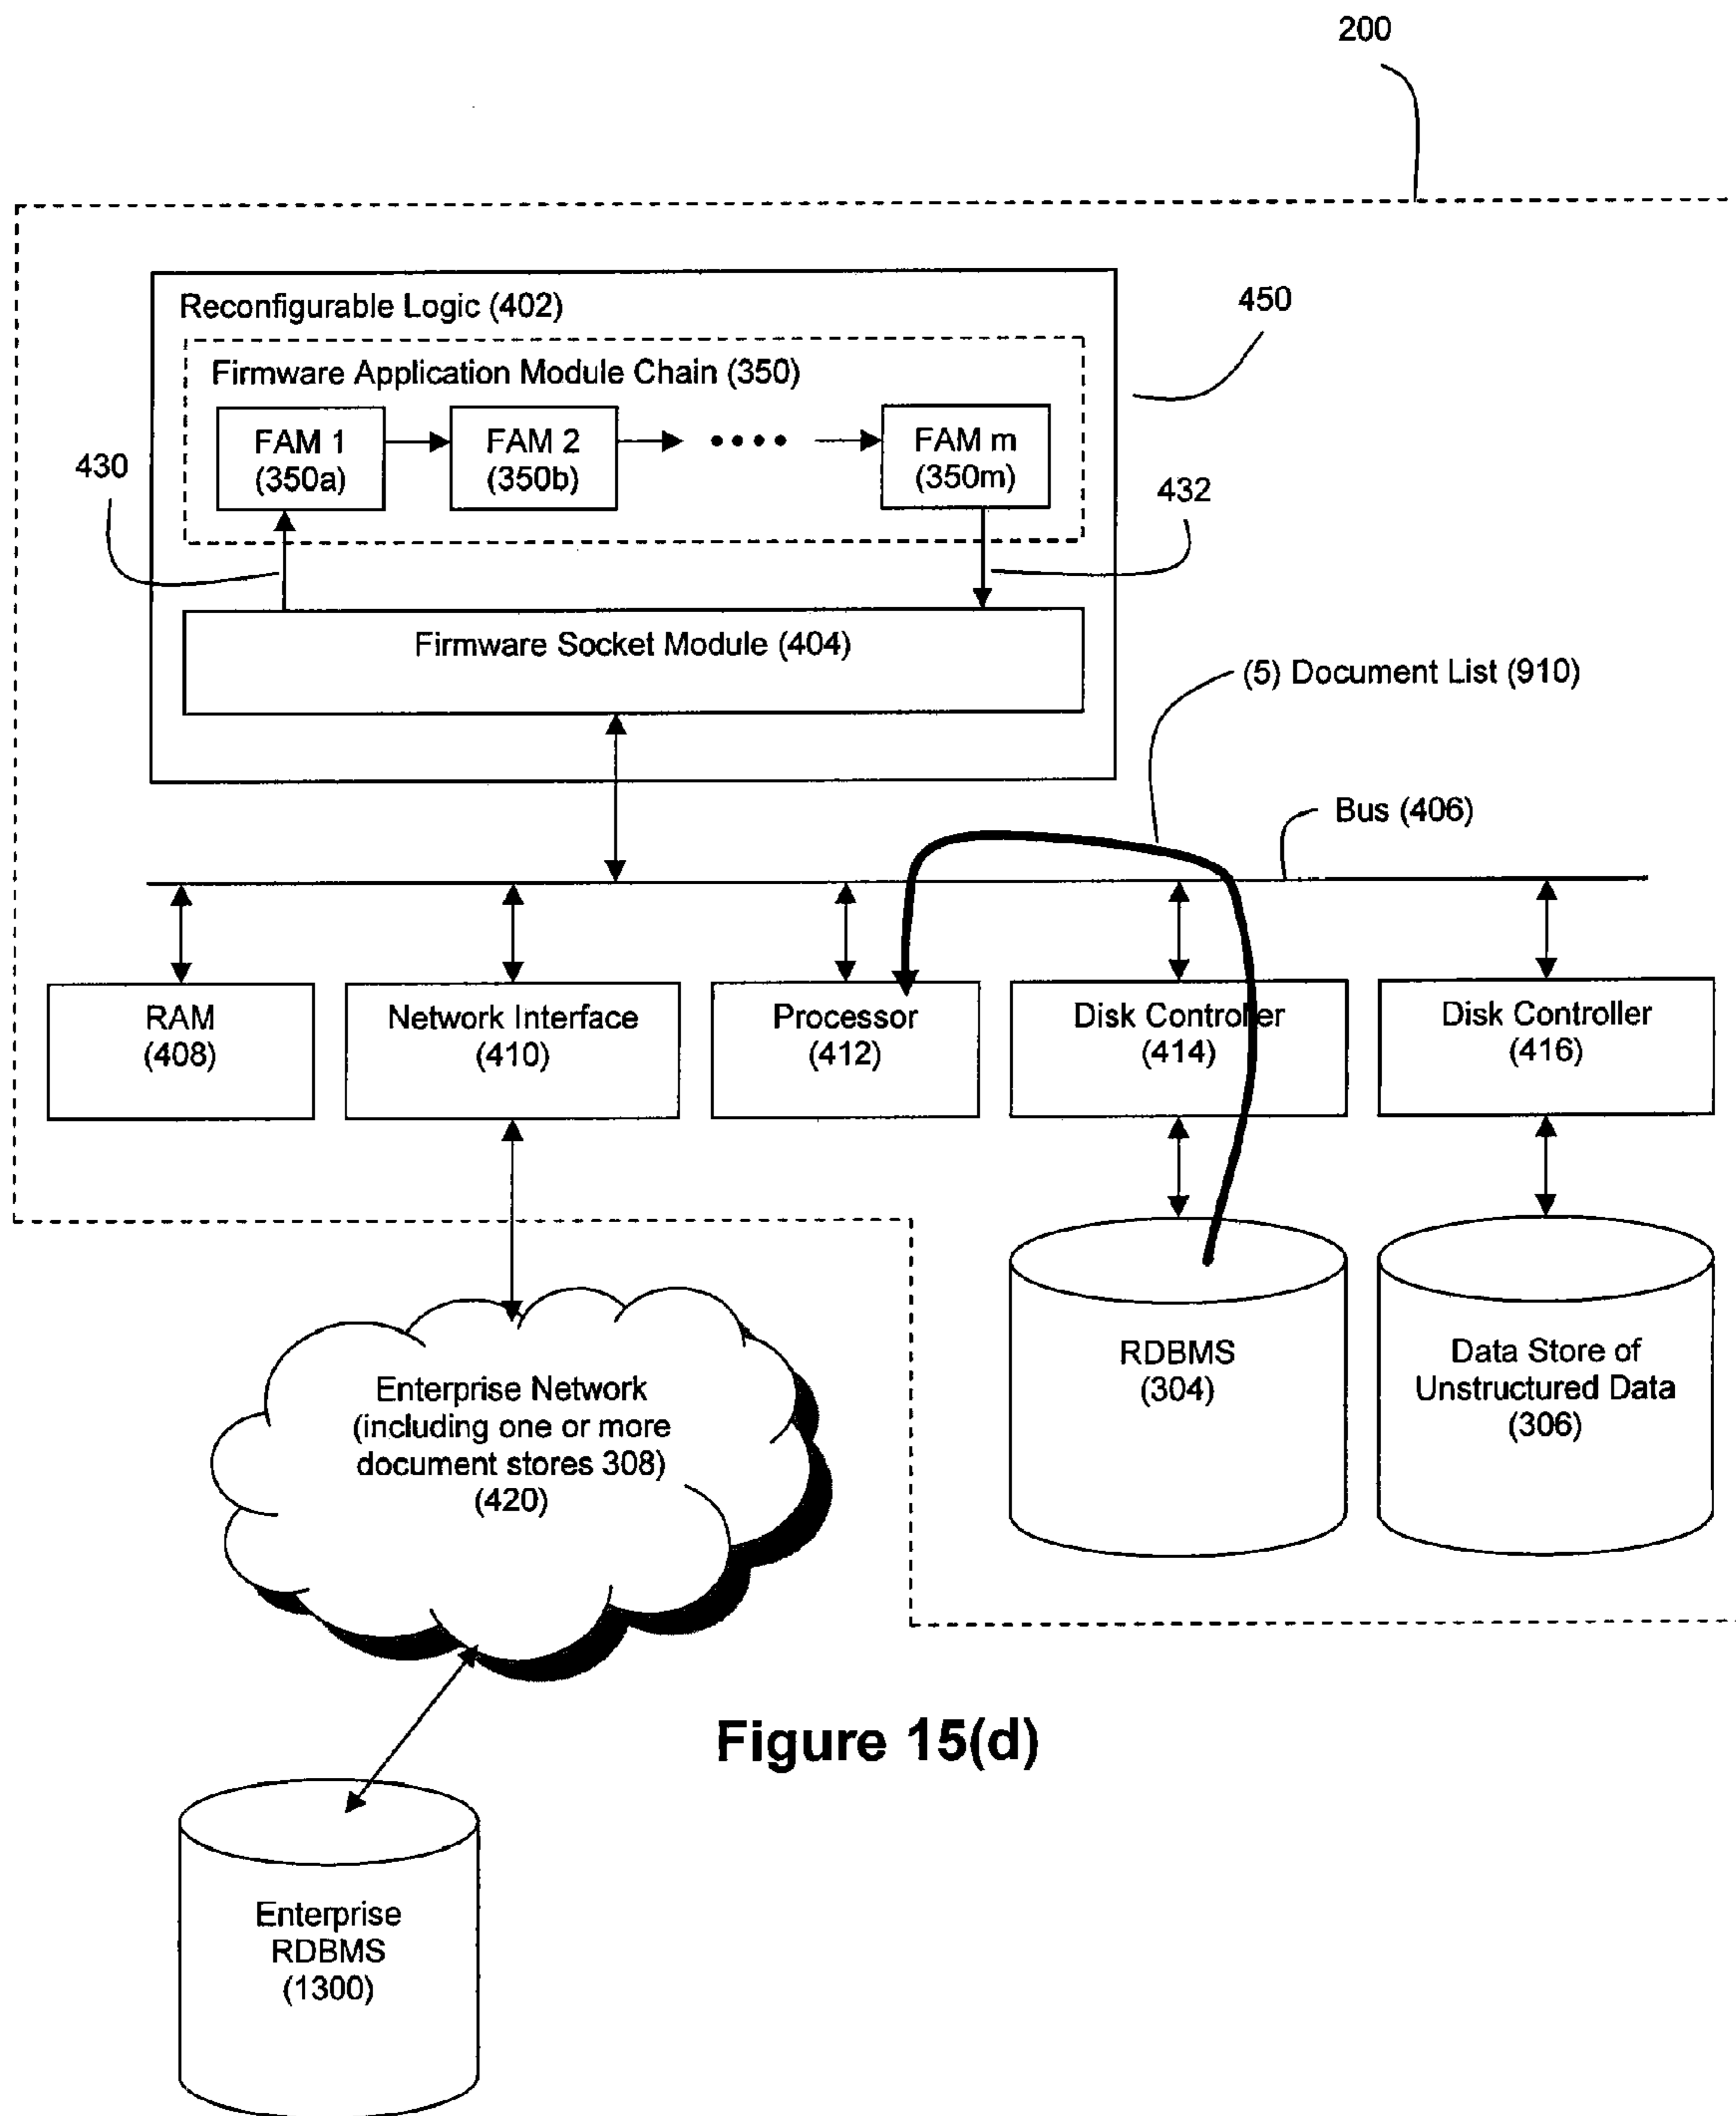 200
Reconfigurable Logic (402)
450
Firmware Application Module Chain (350)
FAM 1
(350a)
FAM 2
(350b)
FAM m
(350m)
430
432
Firmware Socket Module (404)
(5) Document List (910)
Bus (406)
RAM
(408)
Network Interface
(410)
Processor
(412)
Disk Controller
(414)
Disk Controller
(416)
Enterprise Network
(including one or more
document stores 308)
(420)
RDBMS
(304)
Data Store of
Unstructured Data
(306)
Figure 15(d)
Enterprise
RDBMS
(1300)